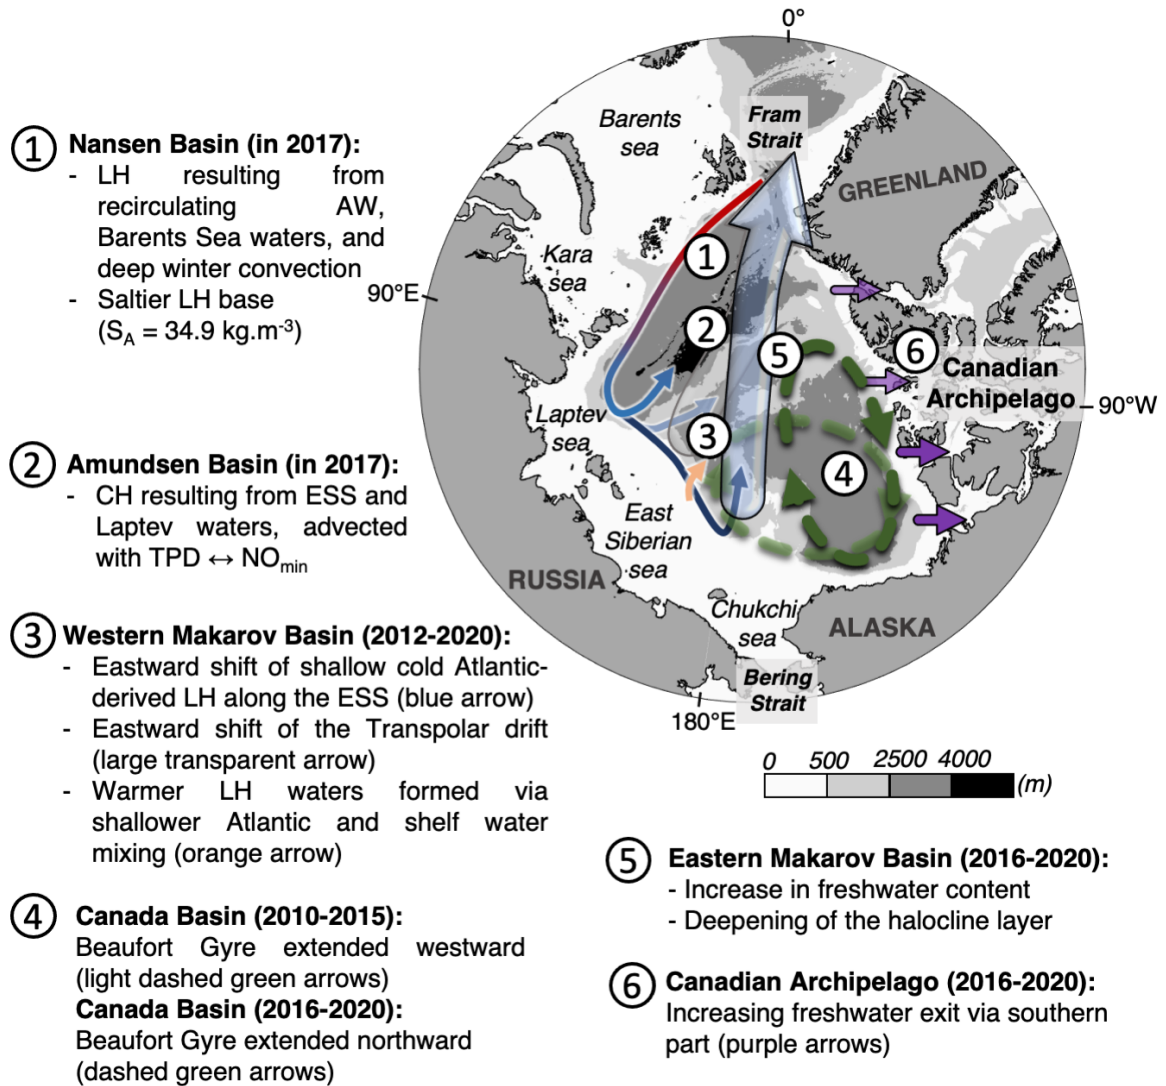 0°
Barents
sea
Fram
Strait
GREENLAND
1
Nansen Basin (in 2017):
- LH resulting from
recirculating AW,
Barents Sea waters, and
deep winter convection
- Saltier LH base
(SA = 34.9 kg.m-3)
Kara
sea
90°E
1
2
5
6
Canadian
Archipelago
90°W
Laptev
sea
3
4
2
Amundsen Basin (in 2017):
- CH resulting from ESS and
Laptev waters, advected
with TPD ↔ NOmin
East
Siberian
sea
RUSSIA
Chukchi
sea
ALASKA
Bering
Strait
180°E
3
Western Makarov Basin (2012-2020):
- Eastward shift of shallow cold Atlantic-
derived LH along the ESS (blue arrow)
- Eastward shift of the Transpolar drift
(large transparent arrow)
- Warmer LH waters formed via
shallower Atlantic and shelf water
mixing (orange arrow)
0 500 2500 4000
(m)
4
Canada Basin (2010-2015):
Beaufort Gyre extended westward
(light dashed green arrows)
Canada Basin (2016-2020):
Beaufort Gyre extended northward
(dashed green arrows)
5
Eastern Makarov Basin (2016-2020):
- Increase in freshwater content
- Deepening of the halocline layer
6
Canadian Archipelago (2016-2020):
Increasing freshwater exit via southern
part (purple arrows)